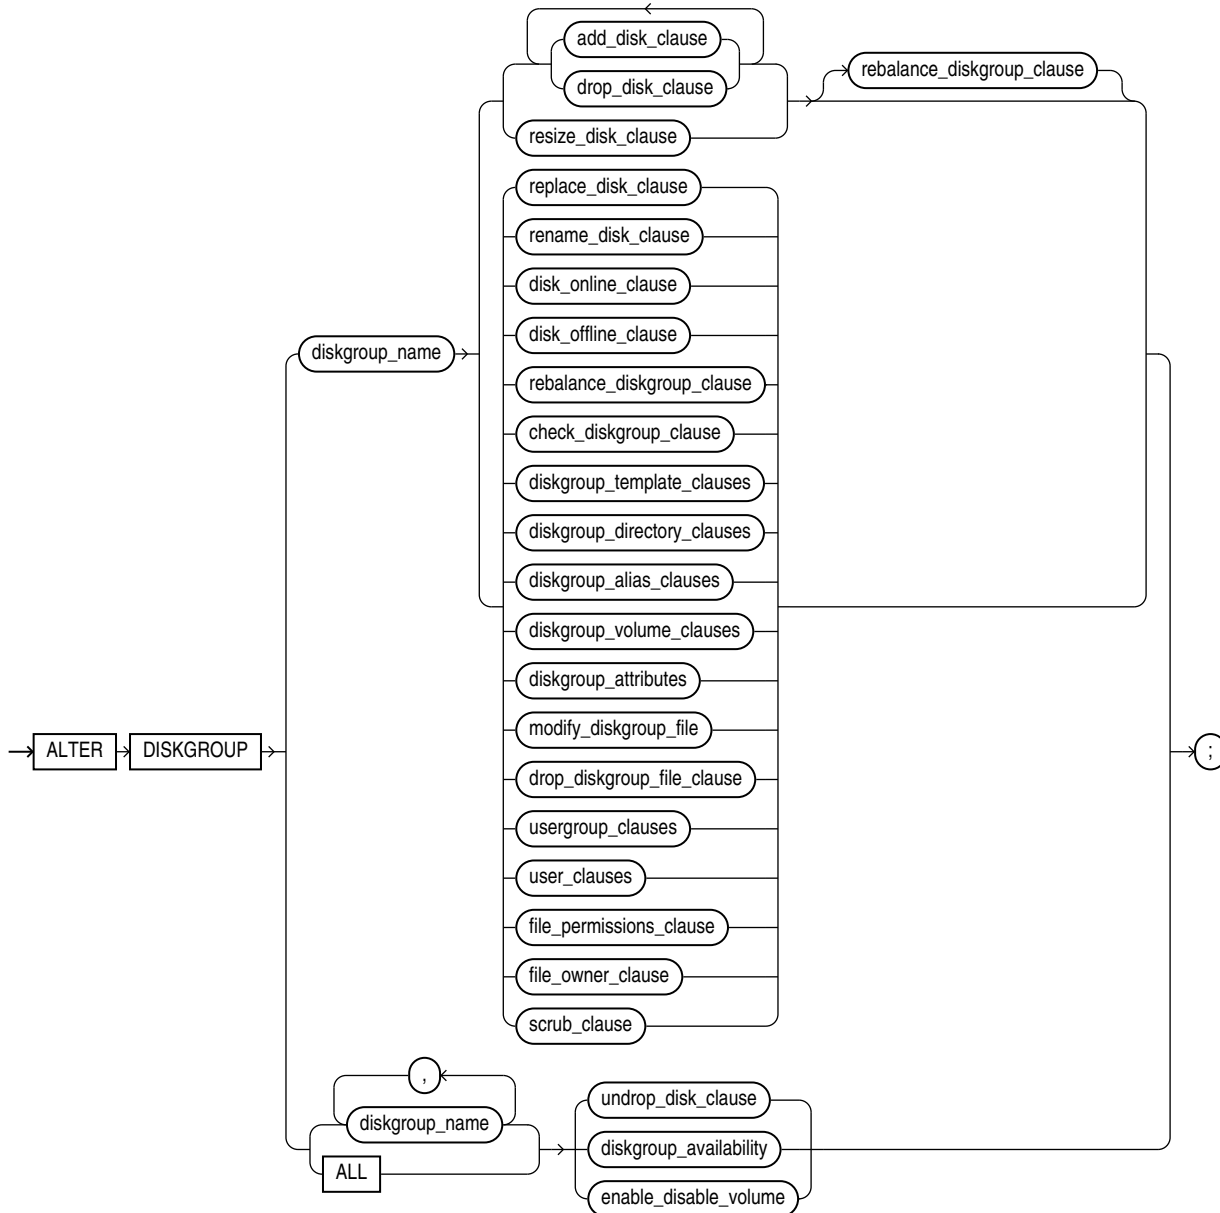 add_disk_clause
drop_disk_clause
rebalance_diskgroup_clause
resize_disk_clause
replace_disk_clause
rename_disk_clause
disk_online_clause
disk_offline_clause
diskgroup_name
rebalance_diskgroup_clause
check_diskgroup_clause
diskgroup_template_clauses
diskgroup_directory_clauses
diskgroup_alias_clauses
diskgroup_volume_clauses
diskgroup_attributes
modify_diskgroup_file
ALTER DISKGROUP ;
drop_diskgroup_file_clause
usergroup_clauses
user_clauses
file_permissions_clause
file_owner_clause
scrub_clause
,
diskgroup_name
ALL
undrop_disk_clause
diskgroup_availability
enable_disable_volume